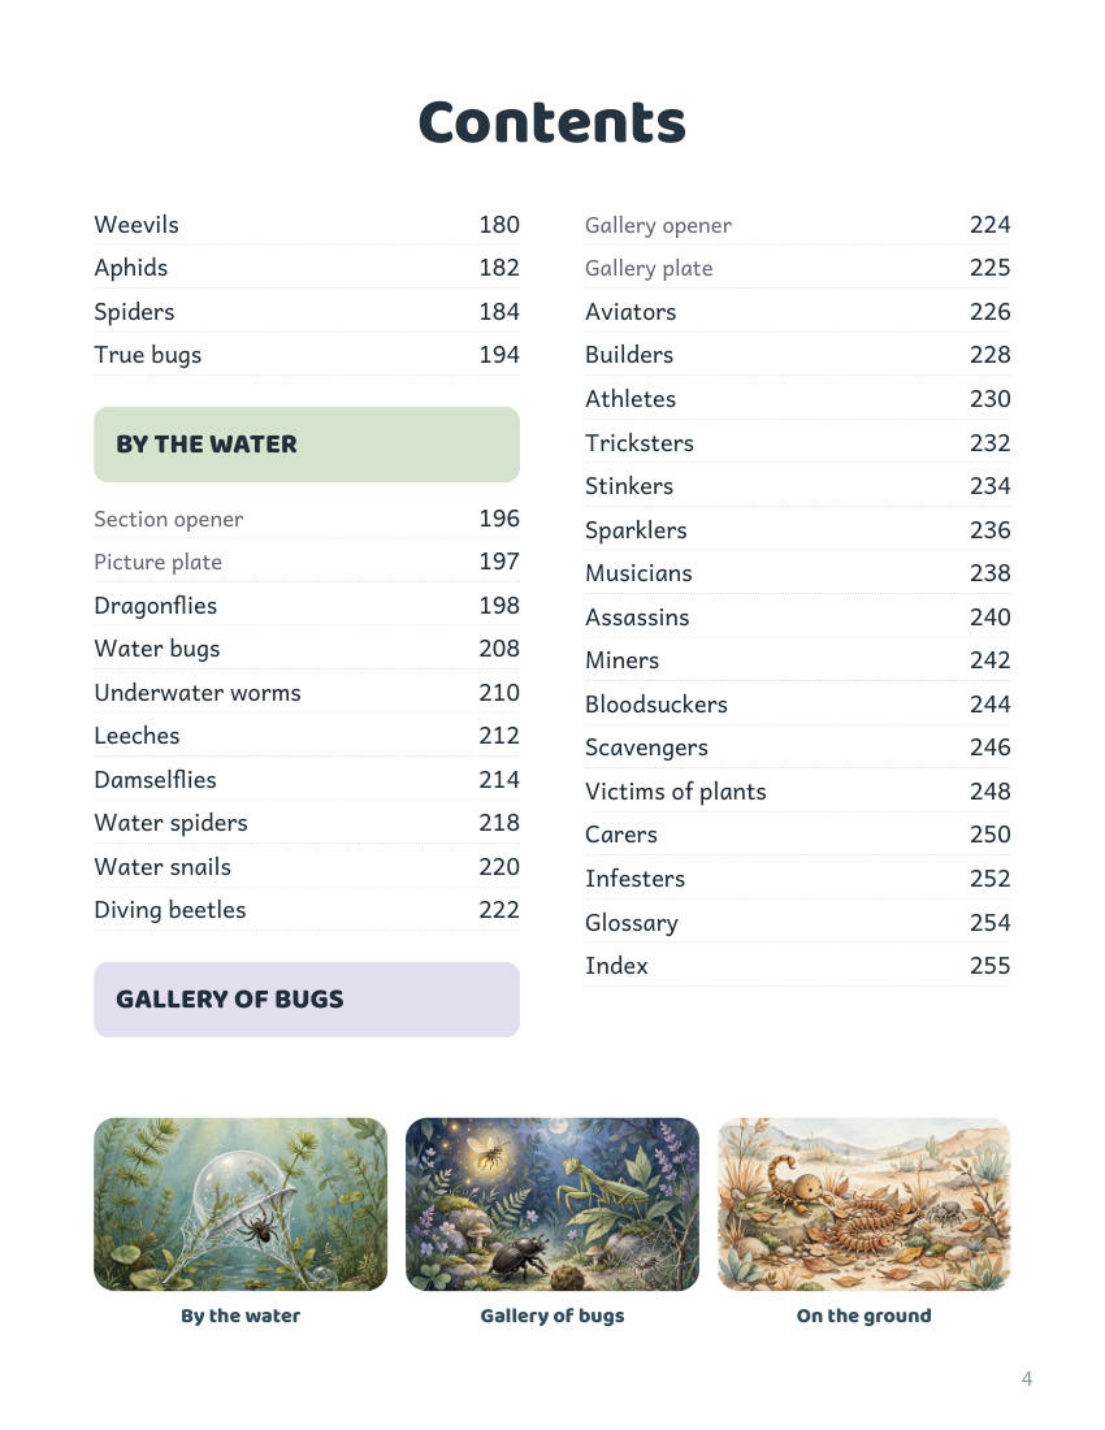 Contents
Weevils 180
Aphids 182
Spiders 184
True bugs 194
BY THE WATER
Section opener 196
Picture plate 197
Dragonflies 198
Water bugs 208
Underwater worms 210
Leeches 212
Damselflies 214
Water spiders 218
Water snails 220
Diving beetles 222
GALLERY OF BUGS
Gallery opener 224
Gallery plate 225
Aviators 226
Builders 228
Athletes 230
Tricksters 232
Stinkers 234
Sparklers 236
Musicians 238
Assassins 240
Miners 242
Bloodsuckers 244
Scavengers 246
Victims of plants 248
Carers 250
Infesters 252
Glossary 254
Index 255
By the water
Gallery of bugs
On the ground
4